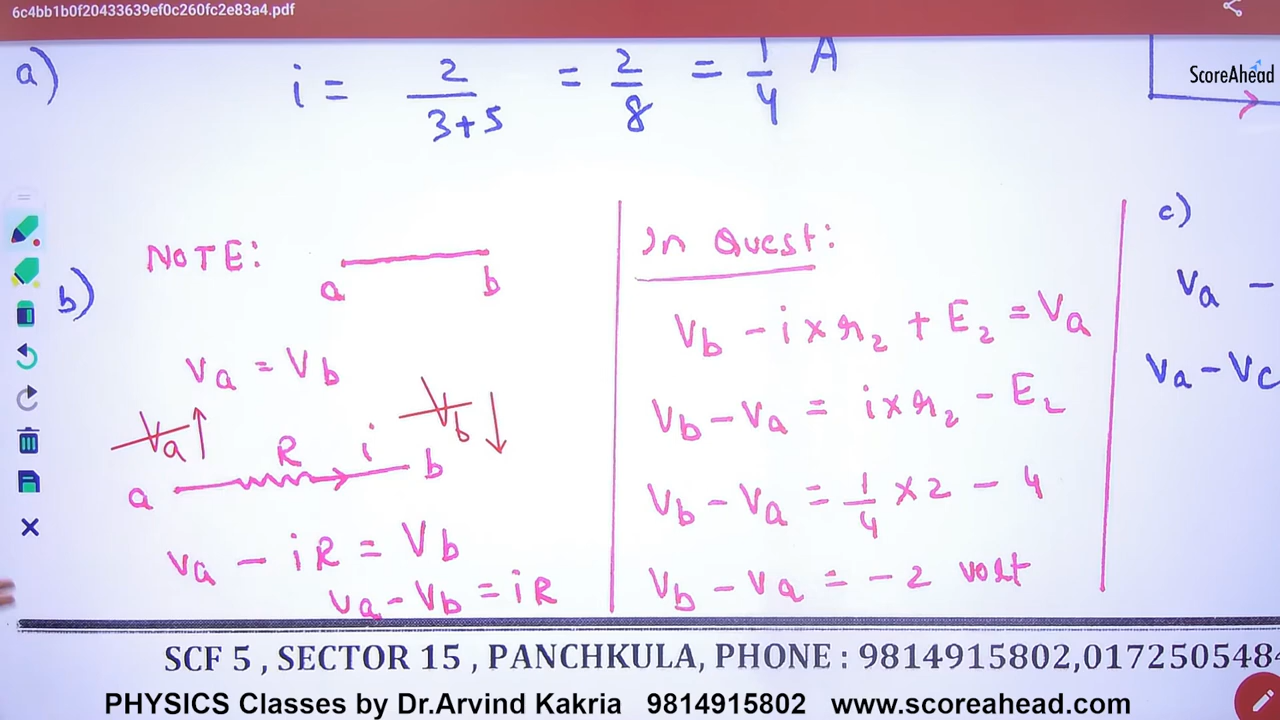 6c4bb1b0f20433639ef0c260fc2e83a4.pdf
ScoreAhead
a)
i = 2/(3+5) = 2/8 = 1/4 A
b)
NOTE:
a b
Va = Vb
Va ↑ R i Vb ↓
a b
Va - iR = Vb
Va - Vb = iR
In Quest:
Vb - i × r2 + E2 = Va
Vb - Va = i × r2 - E2
Vb - Va = 1/4 × 2 - 4
Vb - Va = - 2 volt
c)
Va -
Va - Vc
SCF 5 , SECTOR 15 , PANCHKULA, PHONE : 9814915802,0172505484
PHYSICS Classes by Dr.Arvind Kakria 9814915802 www.scoreahead.com